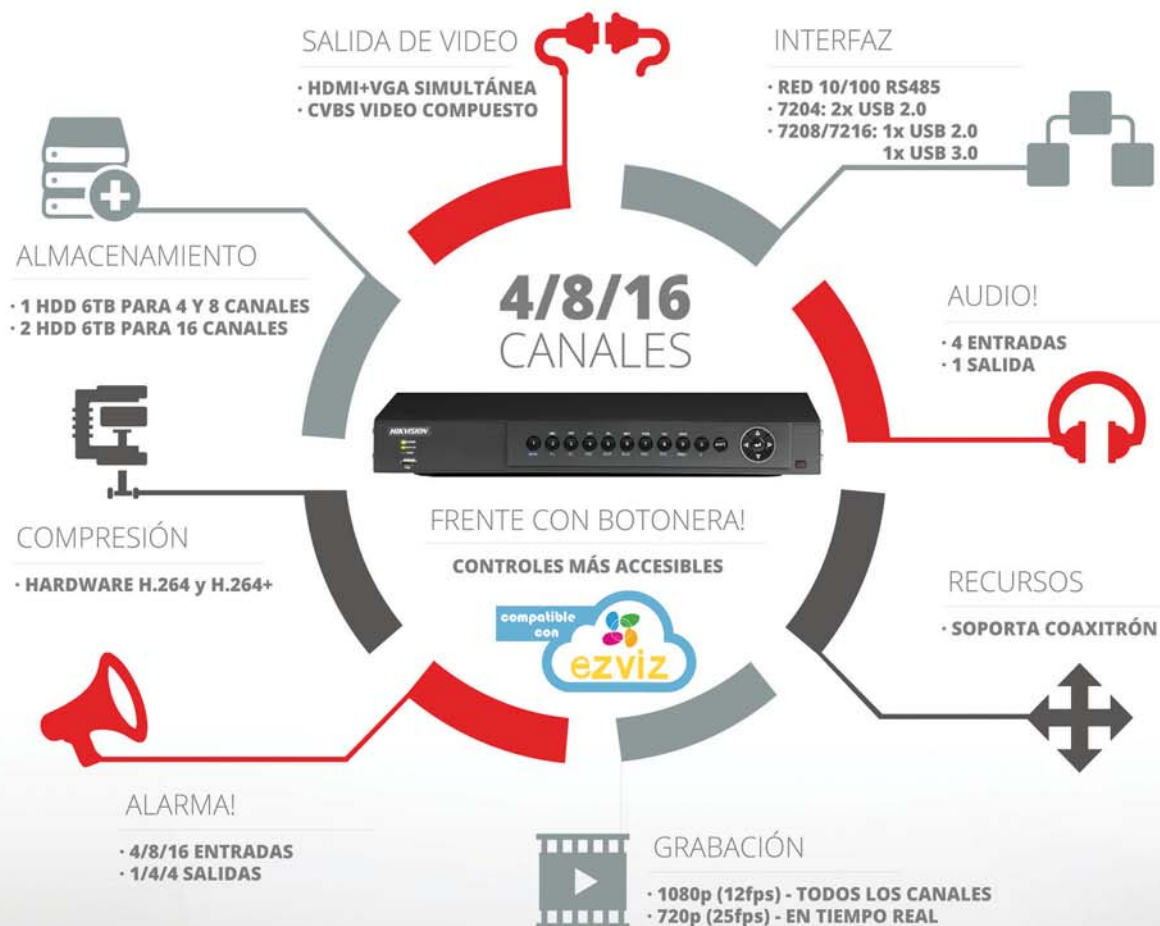 SALIDA DE VIDEO
· HDMI+VGA SIMULTÁNEA
· CVBS VIDEO COMPUESTO
INTERFAZ
· RED 10/100 RS485
· 7204: 2x USB 2.0
· 7208/7216: 1x USB 2.0
1x USB 3.0
ALMACENAMIENTO
· 1 HDD 6TB PARA 4 Y 8 CANALES
· 2 HDD 6TB PARA 16 CANALES
4/8/16
CANALES
AUDIO!
· 4 ENTRADAS
· 1 SALIDA
HIKVISION
COMPRESIÓN
· HARDWARE H.264 y H.264+
FRENTE CON BOTONERA!
CONTROLES MÁS ACCESIBLES
compatible
con
ezviz
RECURSOS
· SOPORTA COAXITRÓN
ALARMA!
· 4/8/16 ENTRADAS
· 1/4/4 SALIDAS
GRABACIÓN
· 1080p (12fps) - TODOS LOS CANALES
· 720p (25fps) - EN TIEMPO REAL